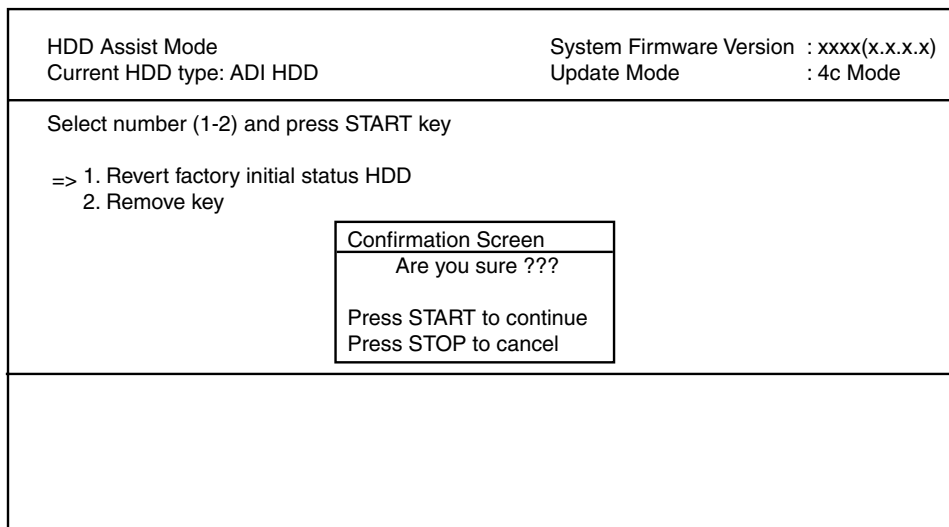 HDD Assist Mode
Current HDD type: ADI HDD
System Firmware Version : xxxx(x.x.x.x)
Update Mode : 4c Mode
Select number (1-2) and press START key
=> 1. Revert factory initial status HDD
2. Remove key
Confirmation Screen
Are you sure ???
Press START to continue
Press STOP to cancel